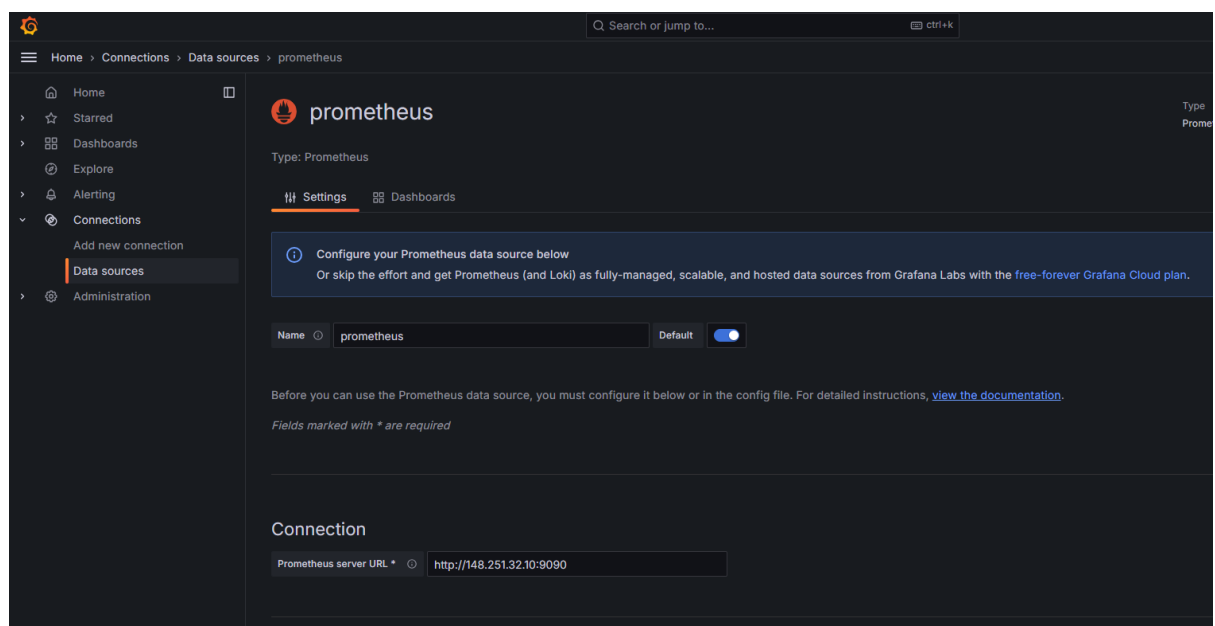 Search or jump to...
ctrl+k
Home › Connections › Data sources › prometheus
Home
Starred
Dashboards
Explore
Alerting
Connections
Add new connection
Data sources
Administration
prometheus
Type
Type: Prometheus
Settings
Dashboards
Configure your Prometheus data source below
Or skip the effort and get Prometheus (and Loki) as fully-managed, scalable, and hosted data sources from Grafana Labs with the free-forever Grafana Cloud plan.
Name
prometheus
Default
Before you can use the Prometheus data source, you must configure it below or in the config file. For detailed instructions, view the documentation.
Fields marked with * are required
Connection
Prometheus server URL *
http://148.251.32.10:9090